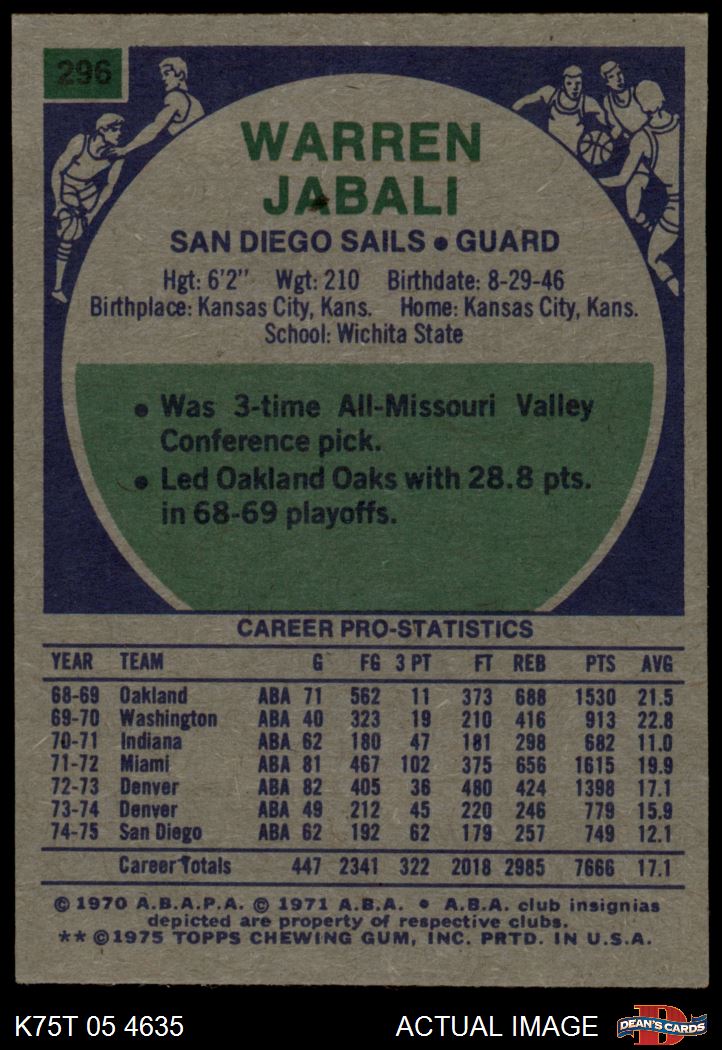 296
WARREN
JABALI
SAN DIEGO SAILS • GUARD
Hgt: 6'2" Wgt: 210 Birthdate: 8-29-46
Birthplace: Kansas City, Kans. Home: Kansas City, Kans.
School: Wichita State
• Was 3-time All-Missouri Valley
Conference pick.
• Led Oakland Oaks with 28.8 pts.
in 68-69 playoffs.
CAREER PRO-STATISTICS
YEAR TEAM G FG 3 PT FT REB PTS AVG
68-69 Oakland ABA 71 562 11 373 688 1530 21.5
69-70 Washington ABA 40 323 19 210 416 913 22.8
70-71 Indiana ABA 62 180 47 181 298 682 11.0
71-72 Miami ABA 81 467 102 375 656 1615 19.9
72-73 Denver ABA 82 405 36 480 424 1398 17.1
73-74 Denver ABA 49 212 45 220 246 779 15.9
74-75 San Diego ABA 62 192 62 179 257 749 12.1
Career Totals 447 2341 322 2018 2985 7666 17.1
© 1970 A.B.A.P.A. © 1971 A.B.A. • A.B.A. club insignias
depicted are property of respective clubs.
** © 1975 TOPPS CHEWING GUM, INC. PRTD. IN U.S.A.
K75T 05 4635 ACTUAL IMAGE D DEAN'S CARDS